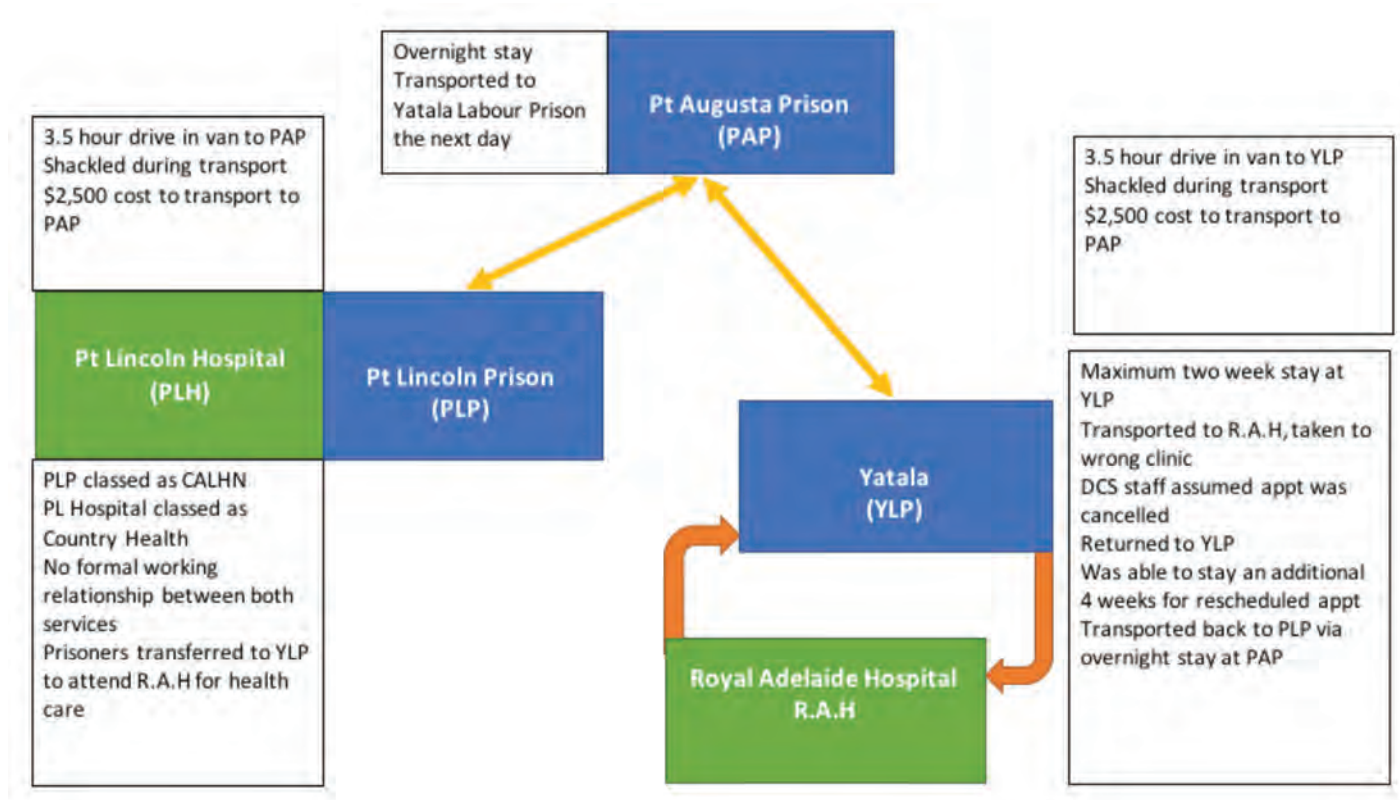 Overnight stay
Transported to
Yatala Labour Prison
the next day
Pt Augusta Prison
(PAP)
3.5 hour drive in van to PAP
Shackled during transport
$2,500 cost to transport to
PAP
Pt Lincoln Hospital
(PLH)
Pt Lincoln Prison
(PLP)
PLP classed as CALHN
PL Hospital classed as
Country Health
No formal working
relationship between both
services
Prisoners transferred to YLP
to attend R.A.H for health
care
3.5 hour drive in van to YLP
Shackled during transport
$2,500 cost to transport to
PAP
Yatala
(YLP)
Royal Adelaide Hospital
R.A.H
Maximum two week stay at
YLP
Transported to R.A.H, taken to
wrong clinic
DCS staff assumed appt was
cancelled
Returned to YLP
Was able to stay an additional
4 weeks for rescheduled appt
Transported back to PLP via
overnight stay at PAP